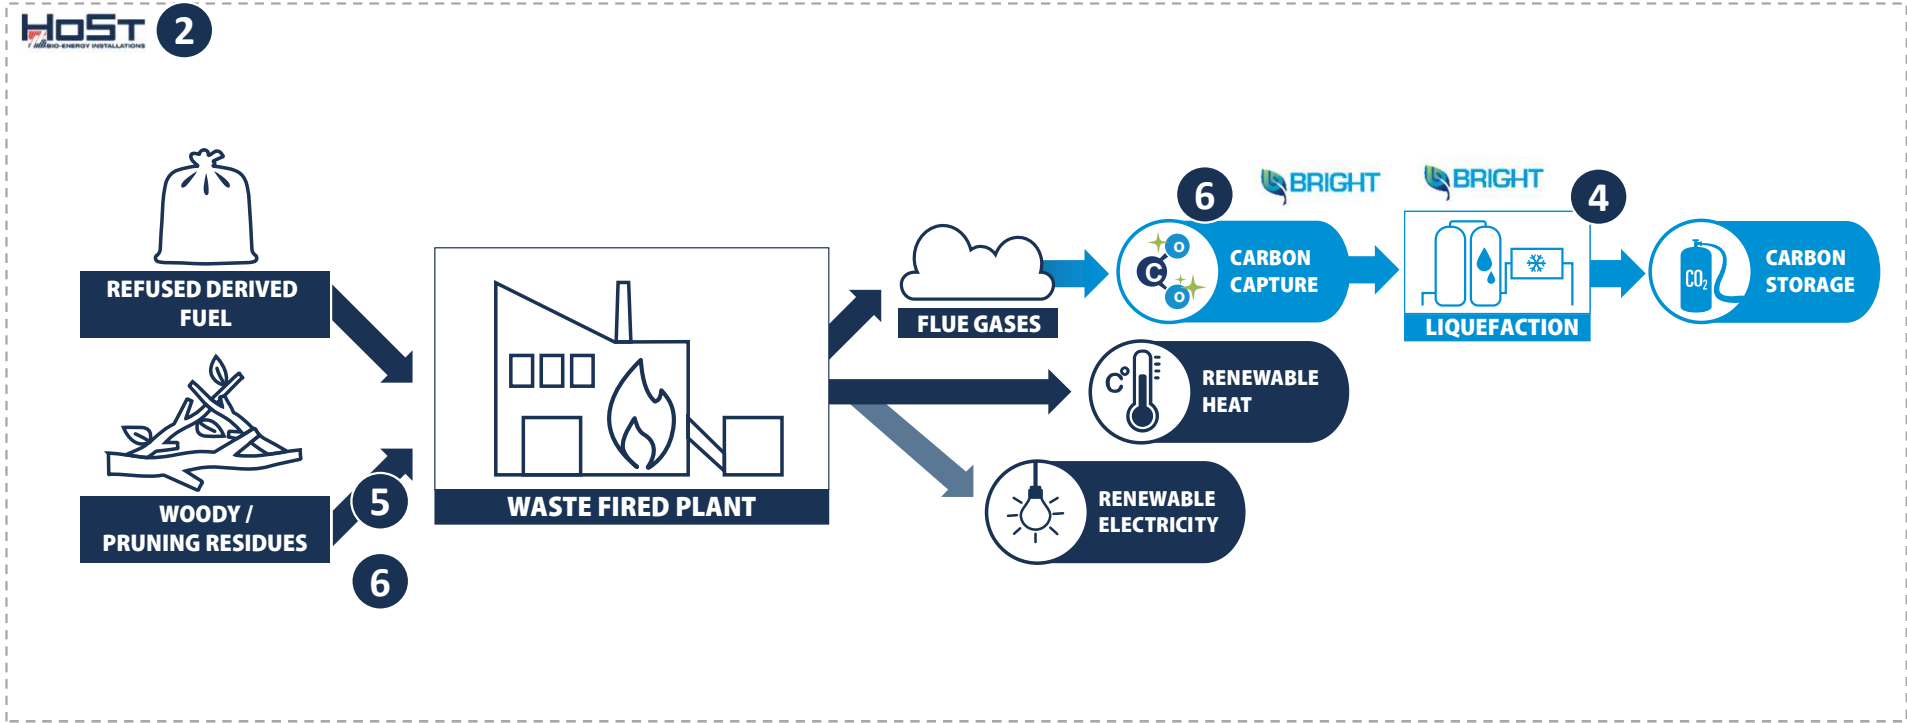 HoST
BIO-ENERGY INSTALLATIONS
2
REFUSED DERIVED
FUEL
WOODY /
PRUNING RESIDUES
5
6
WASTE FIRED PLANT
FLUE GASES
6
BRIGHT
C
O
O
CARBON
CAPTURE
BRIGHT
4
LIQUEFACTION
CO₂
CARBON
STORAGE
C°
RENEWABLE
HEAT
RENEWABLE
ELECTRICITY